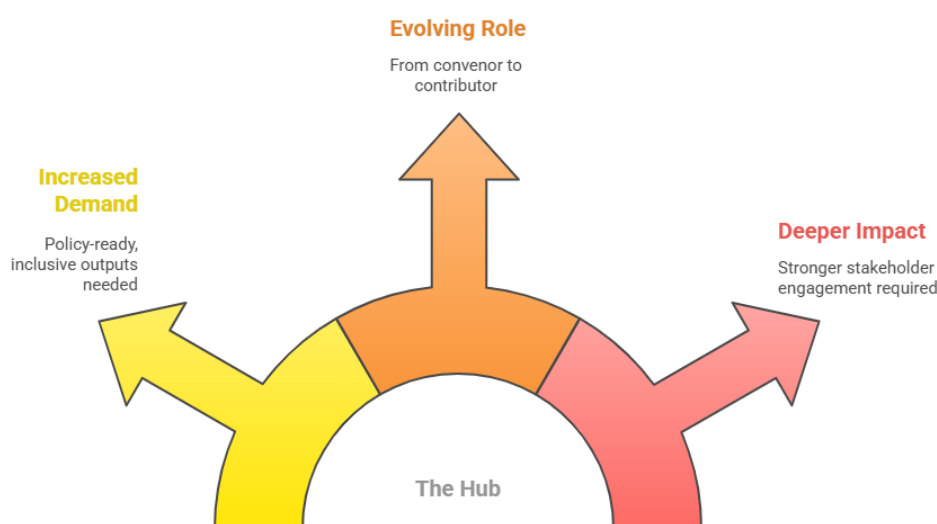 Evolving Role
From convenor to
contributor
Increased
Demand
Policy-ready,
inclusive outputs
needed
Deeper Impact
Stronger stakeholder
engagement required
The Hub